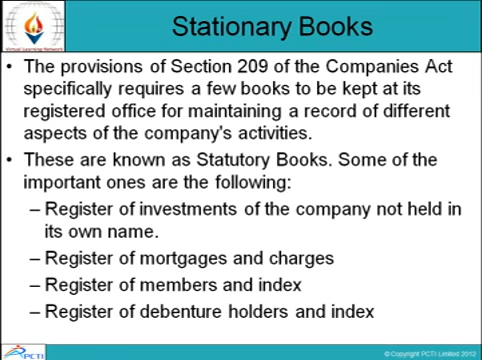 Stationary Books
Virtual Learning Network
• The provisions of Section 209 of the Companies Act
specifically requires a few books to be kept at its
registered office for maintaining a record of different
aspects of the company's activities.
• These are known as Statutory Books. Some of the
important ones are the following:
– Register of investments of the company not held in
its own name.
– Register of mortgages and charges
– Register of members and index
– Register of debenture holders and index
PCTI
© Copyright PCTI Limited 2012